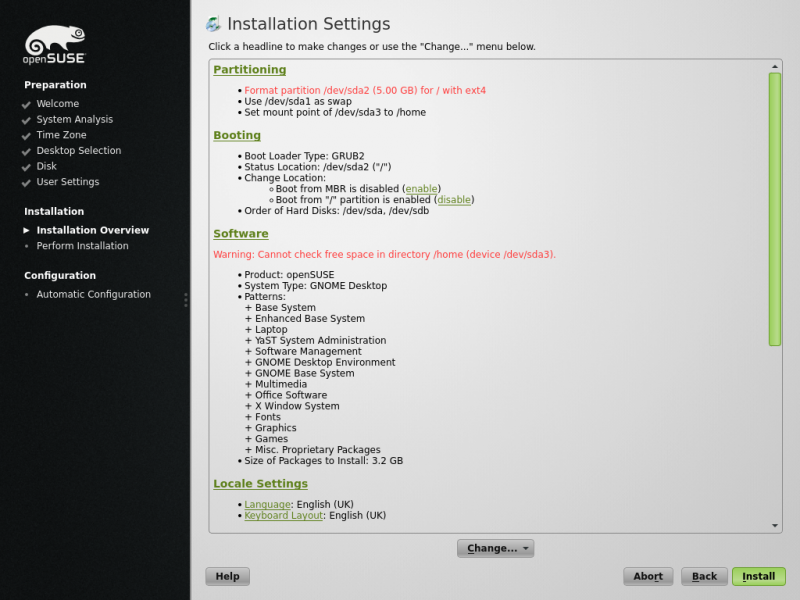 openSUSE
Preparation
Welcome
System Analysis
Time Zone
Desktop Selection
Disk
User Settings
Installation
Installation Overview
Perform Installation
Configuration
Automatic Configuration
Installation Settings
Click a headline to make changes or use the "Change..." menu below.
Partitioning
Format partition /dev/sda2 (5.00 GB) for / with ext4
Use /dev/sda1 as swap
Set mount point of /dev/sda3 to /home
Booting
Boot Loader Type: GRUB2
Status Location: /dev/sda2 ("/")
Change Location:
Boot from MBR is disabled (enable)
Boot from "/" partition is enabled (disable)
Order of Hard Disks: /dev/sda, /dev/sdb
Software
Warning: Cannot check free space in directory /home (device /dev/sda3).
Product: openSUSE
System Type: GNOME Desktop
Patterns:
+ Base System
+ Enhanced Base System
+ Laptop
+ YaST System Administration
+ Software Management
+ GNOME Desktop Environment
+ GNOME Base System
+ Multimedia
+ Office Software
+ X Window System
+ Fonts
+ Graphics
+ Games
+ Misc. Proprietary Packages
Size of Packages to Install: 3.2 GB
Locale Settings
Language: English (UK)
Keyboard Layout: English (UK)
Change...
Help
Abort
Back
Install